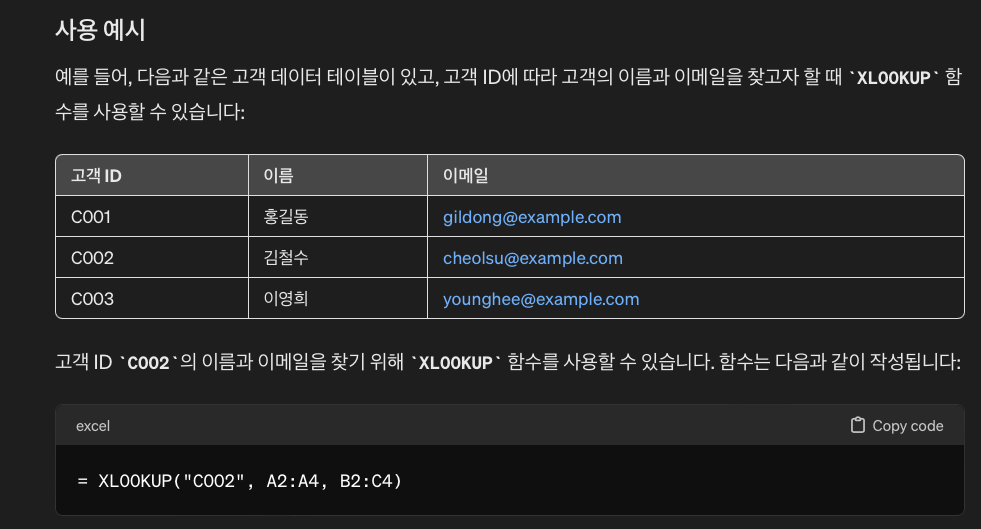 사용 예시
예를 들어, 다음과 같은 고객 데이터 테이블이 있고, 고객 ID에 따라 고객의 이름과 이메일을 찾고자 할 때 `XLOOKUP` 함
수를 사용할 수 있습니다:
고객 ID 이름 이메일
C001 홍길동 gildong@example.com
C002 김철수 cheolsu@example.com
C003 이영희 younghee@example.com
고객 ID `C002`의 이름과 이메일을 찾기 위해 `XLOOKUP` 함수를 사용할 수 있습니다. 함수는 다음과 같이 작성됩니다:
excel Copy code
= XLOOKUP("C002", A2:A4, B2:C4)